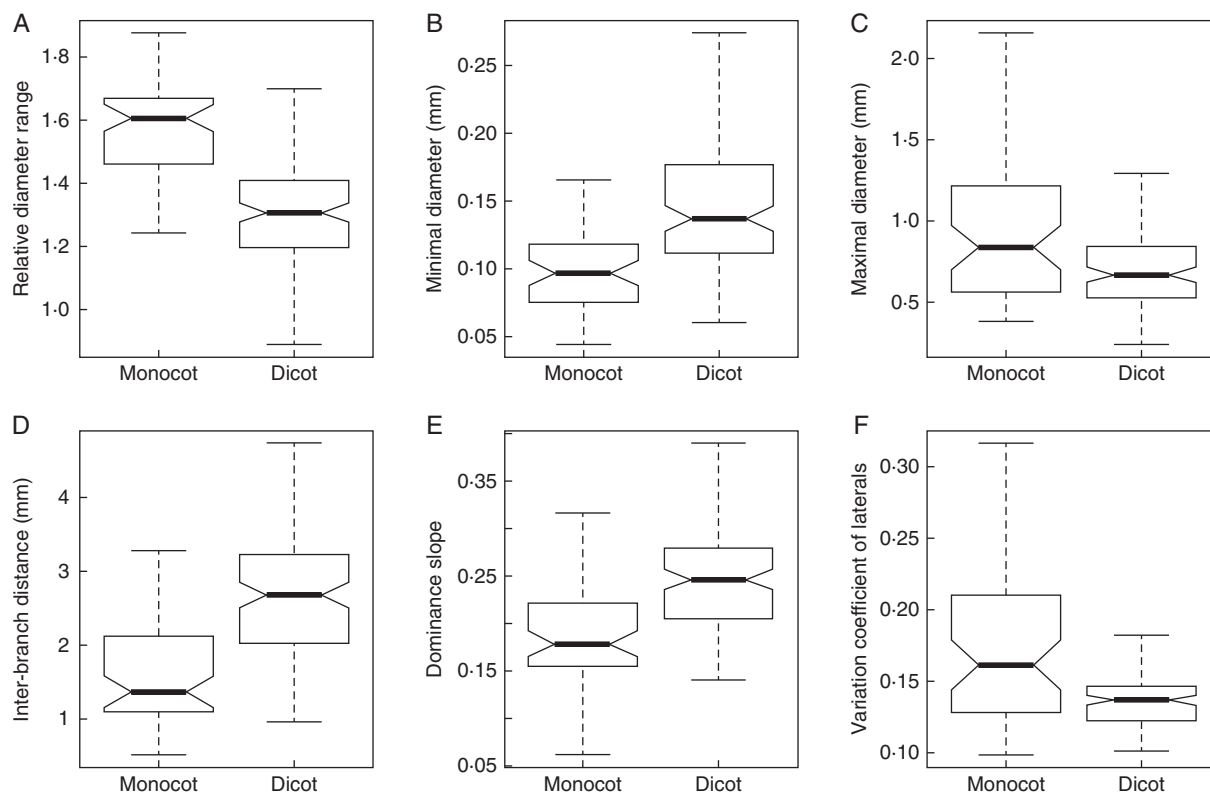 A
Relative diameter range
1·8
1·6
1·4
1·2
1·0
Monocot
Dicot
B
Minimal diameter (mm)
0·25
0·20
0·15
0·10
0·05
Monocot
Dicot
C
Maximal diameter (mm)
2·0
1·5
1·0
0·5
Monocot
Dicot
D
Inter-branch distance (mm)
4
3
2
1
Monocot
Dicot
E
Dominance slope
0·35
0·25
0·15
0·05
Monocot
Dicot
F
Variation coefficient of laterals
0·30
0·25
0·20
0·15
0·10
Monocot
Dicot